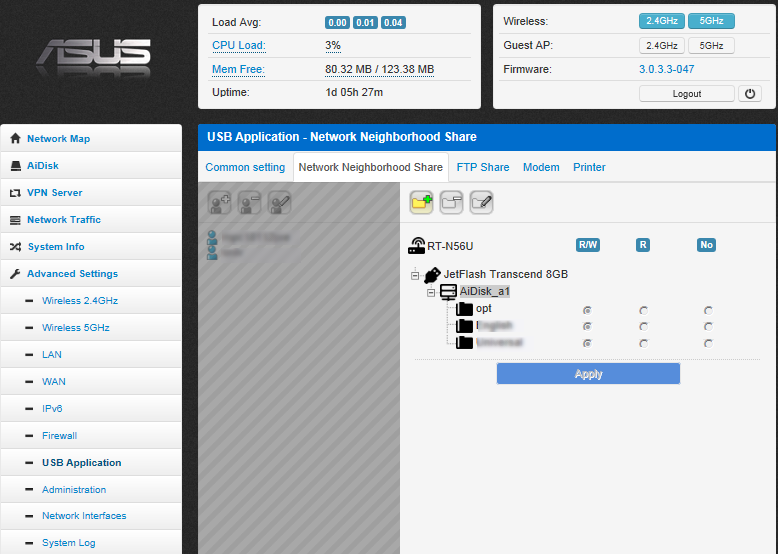 ASUS
Load Avg: 0.00 0.01 0.04
CPU Load: 3%
Mem Free: 80.32 MB / 123.38 MB
Uptime: 1d 05h 27m
Wireless: 2.4GHz 5GHz
Guest AP: 2.4GHz 5GHz
Firmware: 3.0.3.3-047
Logout
Network Map
AiDisk
VPN Server
Network Traffic
System Info
Advanced Settings
Wireless 2.4GHz
Wireless 5GHz
LAN
WAN
IPv6
Firewall
USB Application
Administration
Network Interfaces
System Log
USB Application - Network Neighborhood Share
Common setting Network Neighborhood Share FTP Share Modem Printer
RT-N56U R/W R No
JetFlash Transcend 8GB
AiDisk_a1
opt
English
Universal
Apply